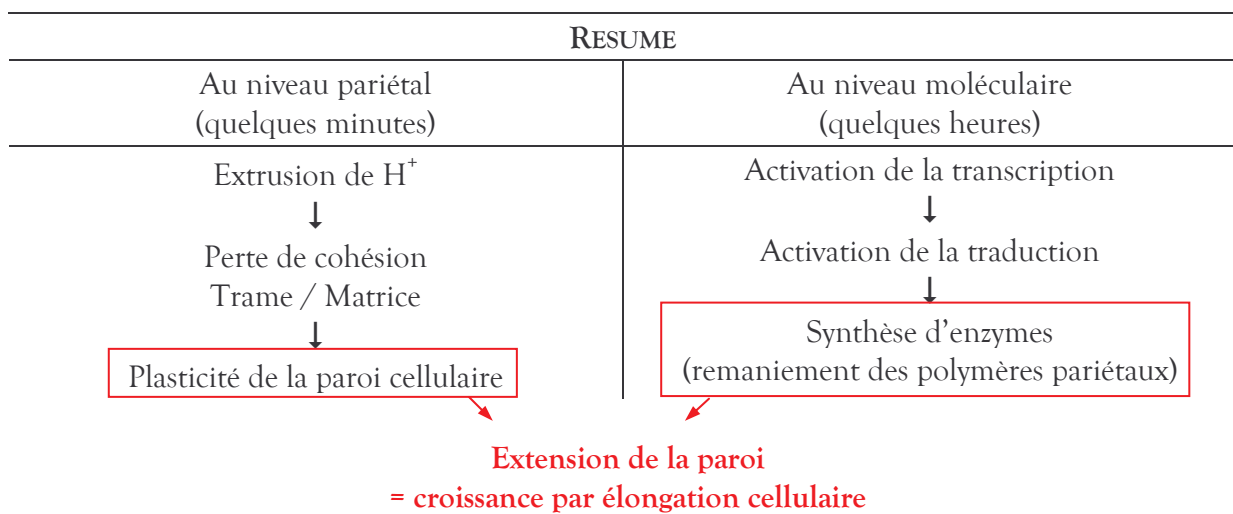 RESUME
Au niveau pariétal
(quelques minutes)
Au niveau moléculaire
(quelques heures)
Extrusion de H⁺
↓
Perte de cohésion
Trame / Matrice
↓
Plasticité de la paroi cellulaire
Activation de la transcription
↓
Activation de la traduction
↓
Synthèse d’enzymes
(remaniement des polymères pariétaux)
Extension de la paroi
= croissance par élongation cellulaire